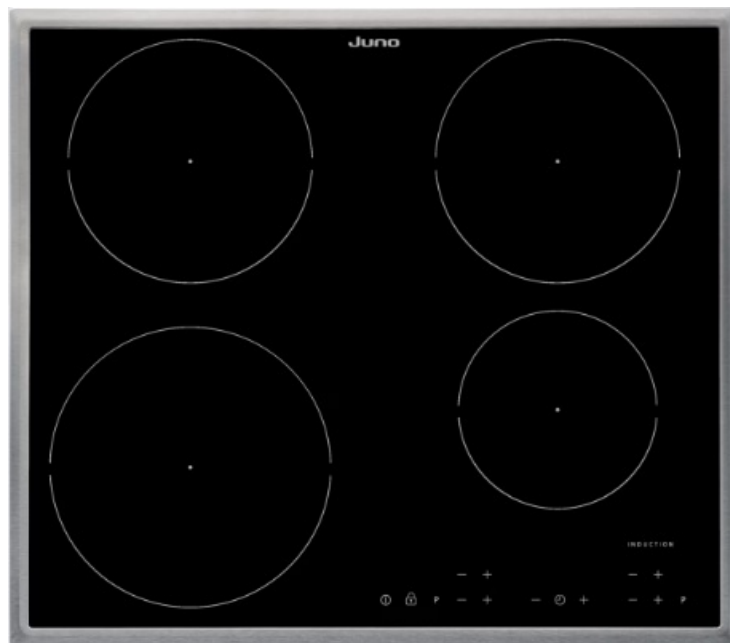 Juno
INDUCTION
− +   − +
P − +   − +   − + P